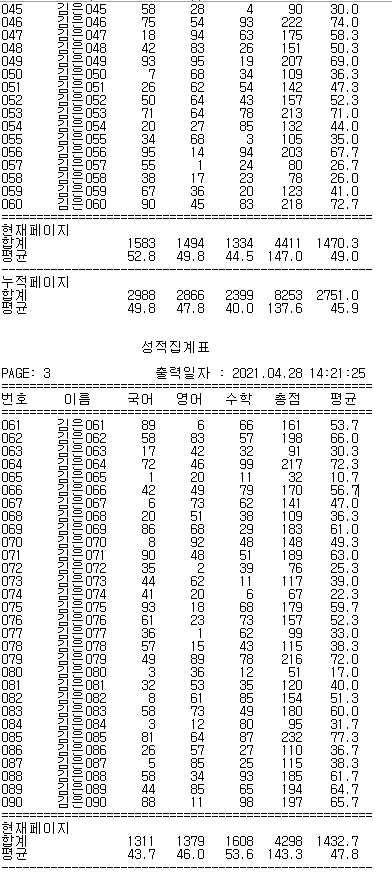 045 김은045 58 28 4 90 30.0
046 김은046 75 54 93 222 74.0
047 김은047 18 94 63 175 58.3
048 김은048 42 83 26 151 50.3
049 김은049 93 95 19 207 69.0
050 김은050 7 68 34 109 36.3
051 김은051 26 62 54 142 47.3
052 김은052 50 64 43 157 52.3
053 김은053 71 64 78 213 71.0
054 김은054 20 27 85 132 44.0
055 김은055 34 68 3 105 35.0
056 김은056 95 14 94 203 67.7
057 김은057 55 1 24 80 26.7
058 김은058 38 17 23 78 26.0
059 김은059 67 36 20 123 41.0
060 김은060 90 45 83 218 72.7
현재페이지
합계 1583 1494 1334 4411 1470.3
평균 52.8 49.8 44.5 147.0 49.0
누적페이지
합계 2988 2866 2399 8253 2751.0
평균 49.8 47.8 40.0 137.6 45.9
성적집계표
PAGE: 3 출력일자 : 2021.04.28 14:21:25
번호 이름 국어 영어 수학 총점 평균
061 김은061 89 6 66 161 53.7
062 김은062 58 83 57 198 66.0
063 김은063 17 42 32 91 30.3
064 김은064 72 46 99 217 72.3
065 김은065 1 20 11 32 10.7
066 김은066 42 49 79 170 56.7
067 김은067 6 73 62 141 47.0
068 김은068 20 51 38 109 36.3
069 김은069 86 68 29 183 61.0
070 김은070 8 92 48 148 49.3
071 김은071 90 48 51 189 63.0
072 김은072 35 2 39 76 25.3
073 김은073 44 62 11 117 39.0
074 김은074 41 20 6 67 22.3
075 김은075 93 18 68 179 59.7
076 김은076 61 23 73 157 52.3
077 김은077 36 1 62 99 33.0
078 김은078 57 15 43 115 38.3
079 김은079 49 89 78 216 72.0
080 김은080 3 36 12 51 17.0
081 김은081 32 53 35 120 40.0
082 김은082 8 61 85 154 51.3
083 김은083 58 73 49 180 60.0
084 김은084 3 12 80 95 31.7
085 김은085 81 64 87 232 77.3
086 김은086 26 57 27 110 36.7
087 김은087 5 85 25 115 38.3
088 김은088 58 34 93 185 61.7
089 김은089 44 85 65 194 64.7
090 김은090 88 11 98 197 65.7
현재페이지
합계 1311 1379 1608 4298 1432.7
평균 43.7 46.0 53.6 143.3 47.8